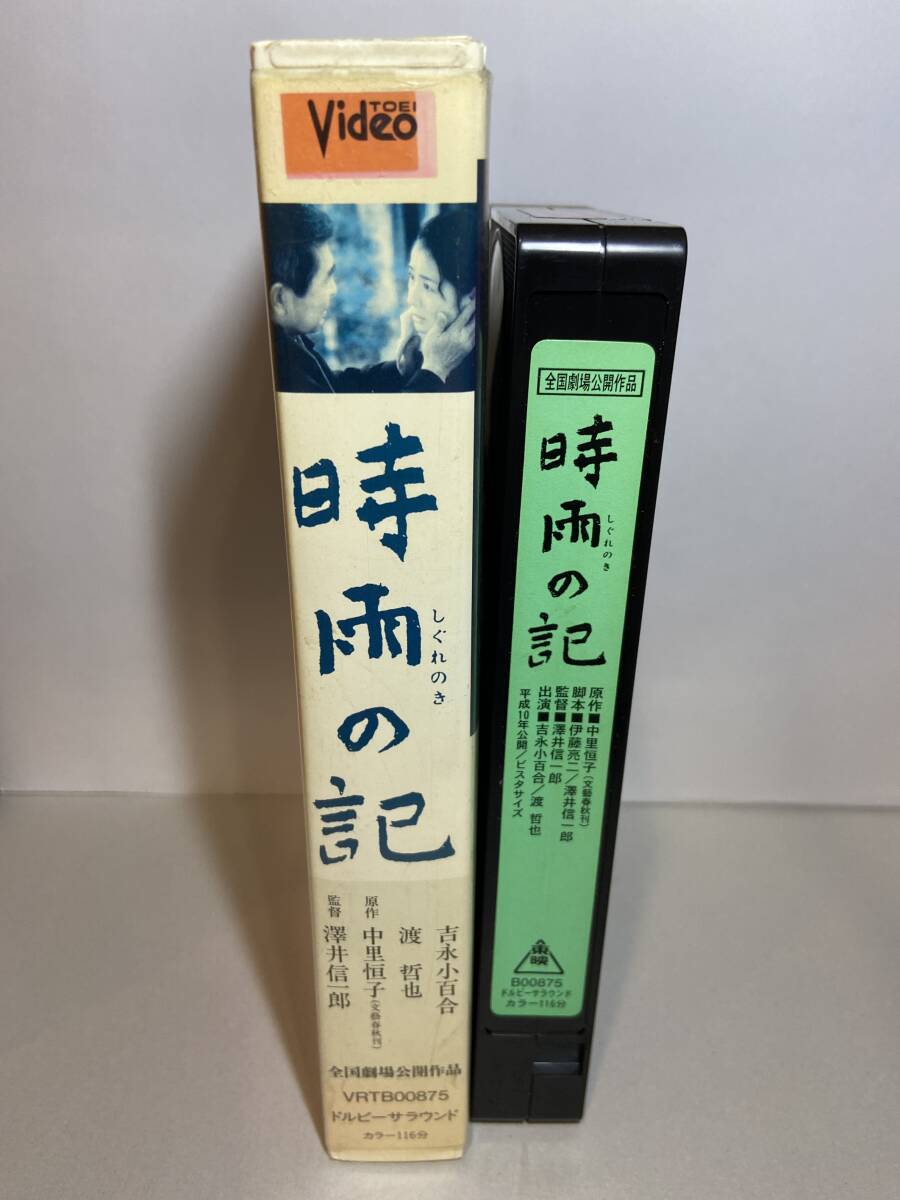 TOEI
Video
時雨の記
しぐれのき
吉永小百合
渡 哲也
原作 中里恒子(文藝春秋刊)
監督 澤井信一郎
全国劇場公開作品
VRTB00875
ドルビーサラウンド
カラー116分
全国劇場公開作品
時雨の記
しぐれのき
原作■中里恒子(文藝春秋刊)
脚本■伊藤亮二/澤井信一郎
監督■澤井信一郎
出演■吉永小百合/渡 哲也
平成10年公開/ビスタサイズ
東映
B00875
ドルビーサラウンド
カラー116分